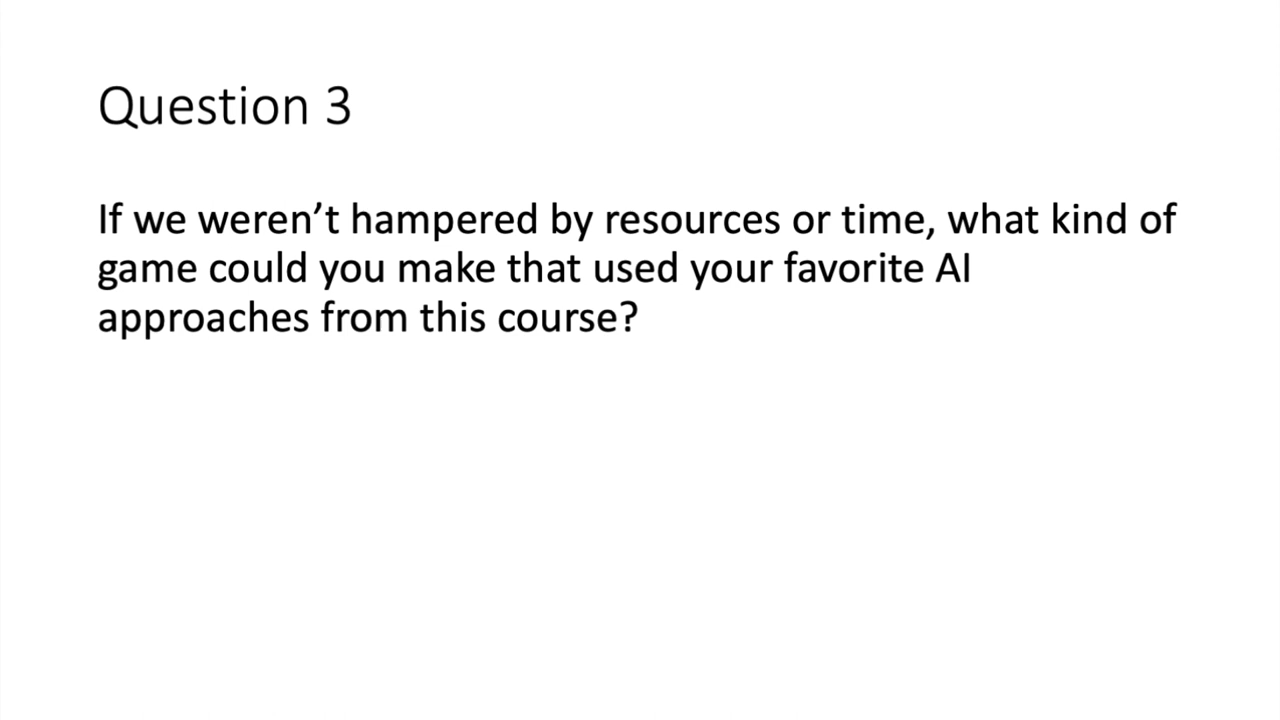 Question 3
If we weren’t hampered by resources or time, what kind of
game could you make that used your favorite AI
approaches from this course?